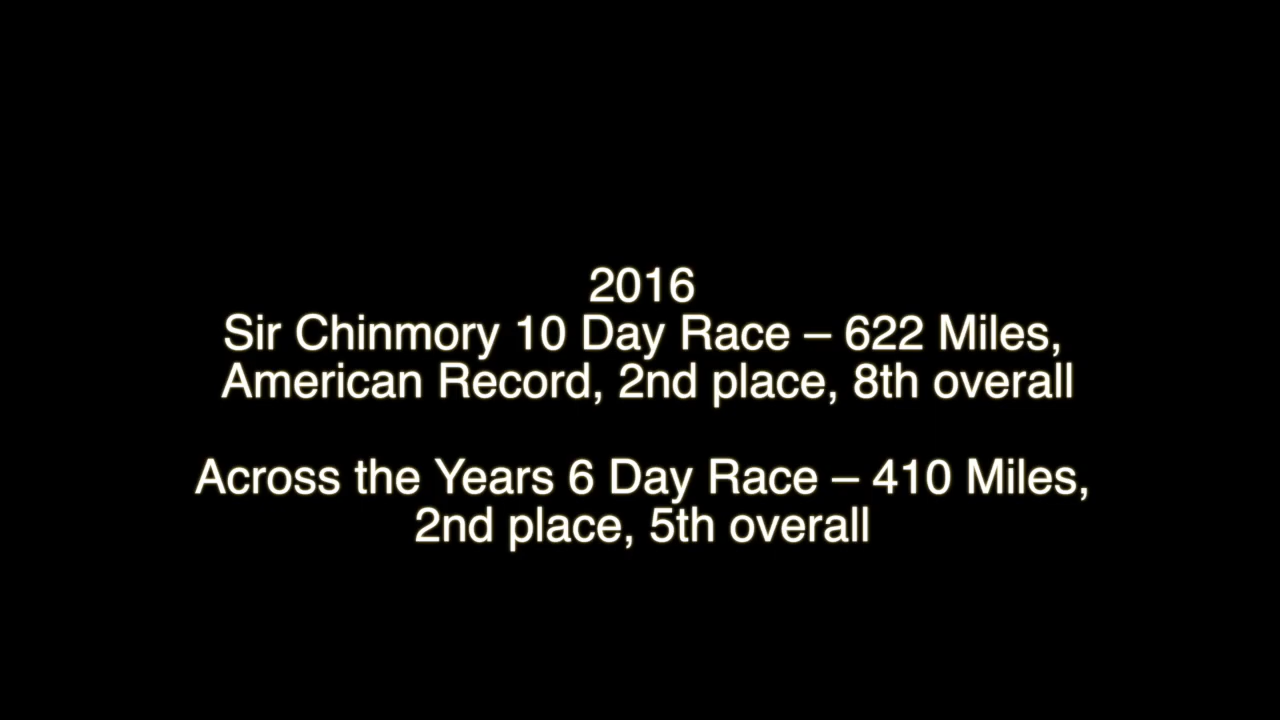 2016
Sir Chinmory 10 Day Race – 622 Miles,
American Record, 2nd place, 8th overall
Across the Years 6 Day Race – 410 Miles,
2nd place, 5th overall